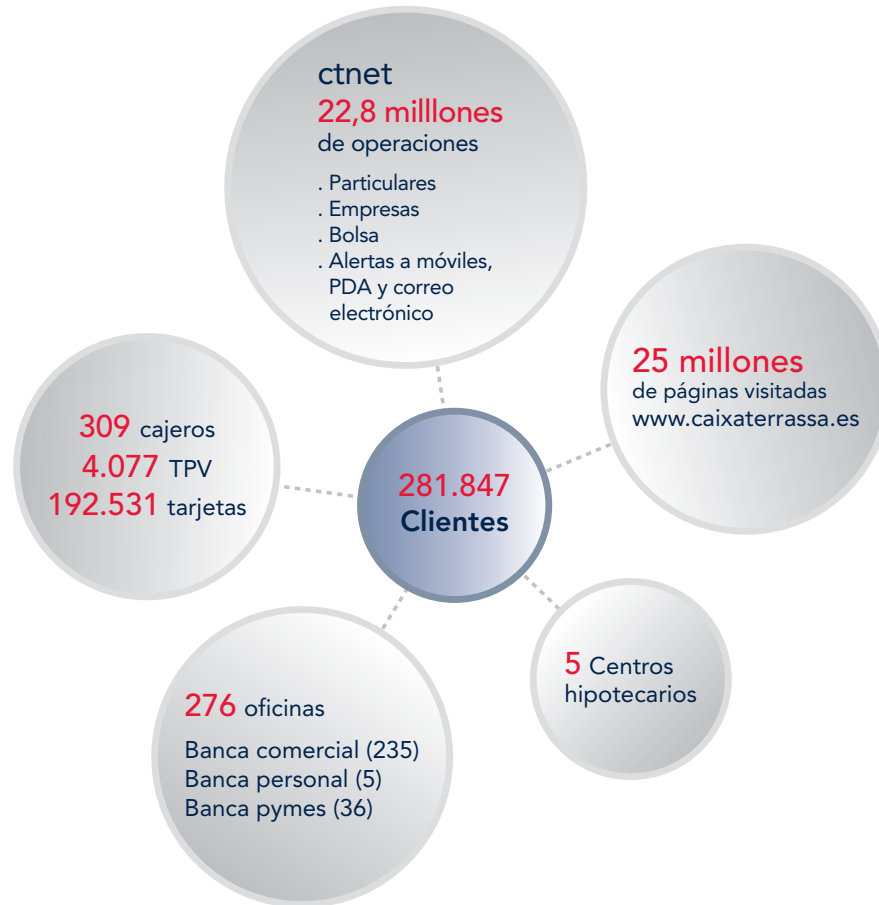 ctnet
22,8 milllones
de operaciones
. Particulares
. Empresas
. Bolsa
. Alertas a móviles,
PDA y correo
electrónico
25 millones
de páginas visitadas
www.caixaterrassa.es
309 cajeros
4.077 TPV
192.531 tarjetas
281.847
Clientes
5 Centros
hipotecarios
276 oficinas
Banca comercial (235)
Banca personal (5)
Banca pymes (36)